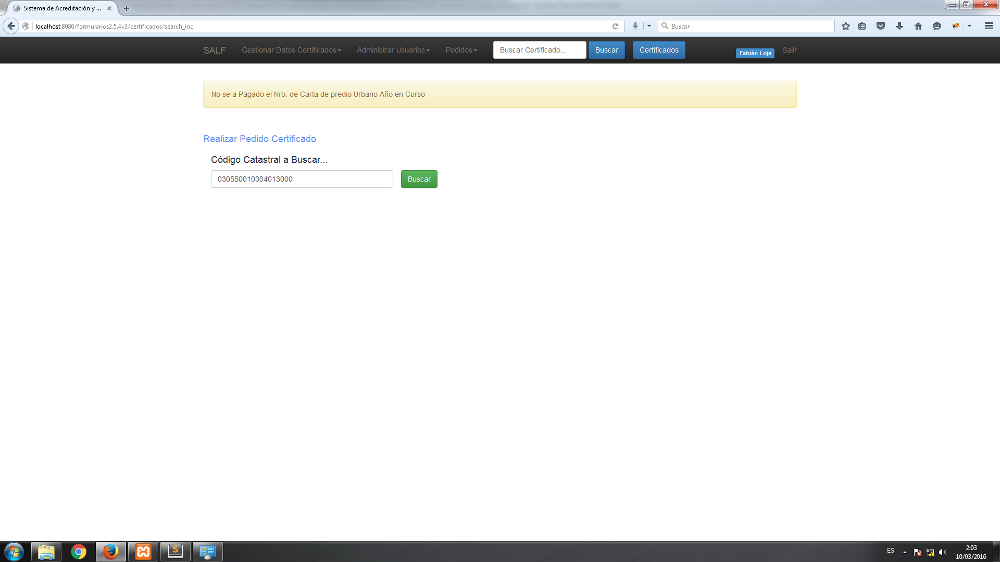 Sistema de Acreditación y ...
localhost:8080/formularios2.5.4v3/certificados/search_inc
Buscar
SALF
Gestionar Datos Certificados
Administrar Usuarios
Pedidos
Buscar Certificado...
Buscar
Certificados
Fabián Loja
Salir
No se a Pagado el Nro. de Carta de predio Urbano Año en Curso
Realizar Pedido Certificado
Código Catastral a Buscar...
030550010304013000
Buscar
ES
2:03
10/03/2016